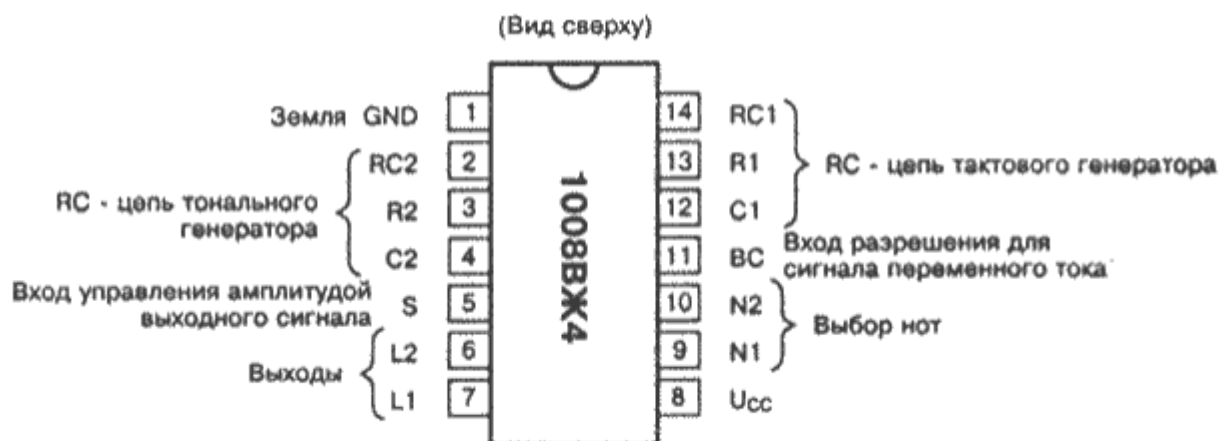 (Вид сверху)
Земля GND 1
RC2 2
RC - цепь тонального
генератора
R2 3
C2 4
Вход управления амплитудой
выходного сигнала
S 5
Выходы
L2 6
L1 7
1008ВЖ4
14 RC1
13 R1
RC - цепь тактового генератора
12 C1
11 BC
Вход разрешения для
сигнала переменного тока
10 N2
Выбор нот
9 N1
8 Ucc